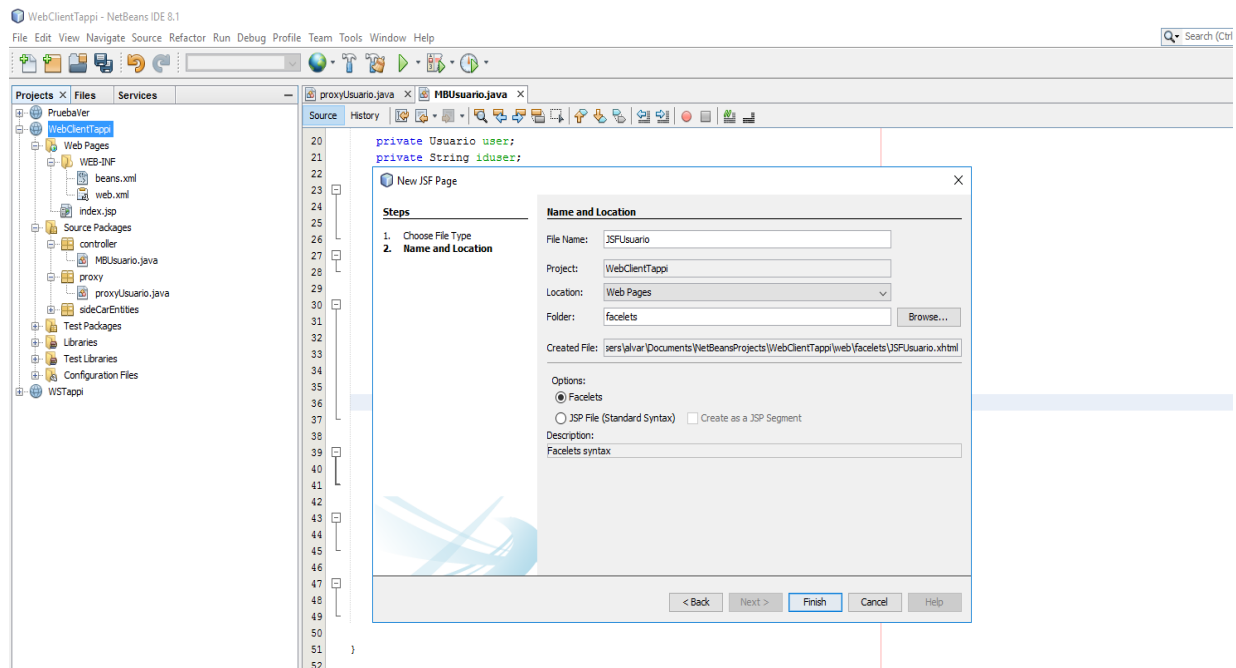 WebClientTappi - NetBeans IDE 8.1
File Edit View Navigate Source Refactor Run Debug Profile Team Tools Window Help
Search (Ctrl
Projects Files Services
proxyUsuario.java MBUsuario.java
Source History
PruebaVer
WebClientTappi
Web Pages
WEB-INF
beans.xml
web.xml
index.jsp
Source Packages
controller
MBUsuario.java
proxy
proxyUsuario.java
sideCarEntities
Test Packages
Libraries
Test Libraries
Configuration Files
WSTappi
20 private Usuario user;
21 private String iduser;
22
23
24
25
26
27
28
29
30
31
32
33
34
35
36
37
38
39
40
41
42
43
44
45
46
47
48
49
50
51 }
52
New JSF Page
Steps
1. Choose File Type
2. Name and Location
Name and Location
File Name: JSFUsuario
Project: WebClientTappi
Location: Web Pages
Folder: facelets
Browse...
Created File: sers\alvar\Documents\NetBeansProjects\WebClientTappi\web\facelets\JSFUsuario.xhtml
Options:
Facelets
JSP File (Standard Syntax) Create as a JSP Segment
Description:
Facelets syntax
< Back Next > Finish Cancel Help